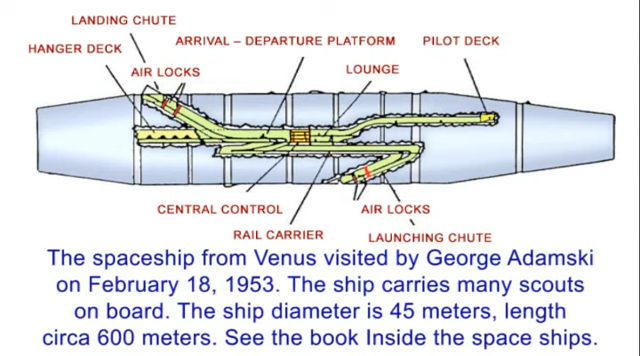 LANDING CHUTE
HANGER DECK
ARRIVAL – DEPARTURE PLATFORM
PILOT DECK
AIR LOCKS
LOUNGE
CENTRAL CONTROL
AIR LOCKS
RAIL CARRIER
LAUNCHING CHUTE
The spaceship from Venus visited by George Adamski
on February 18, 1953. The ship carries many scouts
on board. The ship diameter is 45 meters, length
circa 600 meters. See the book Inside the space ships.